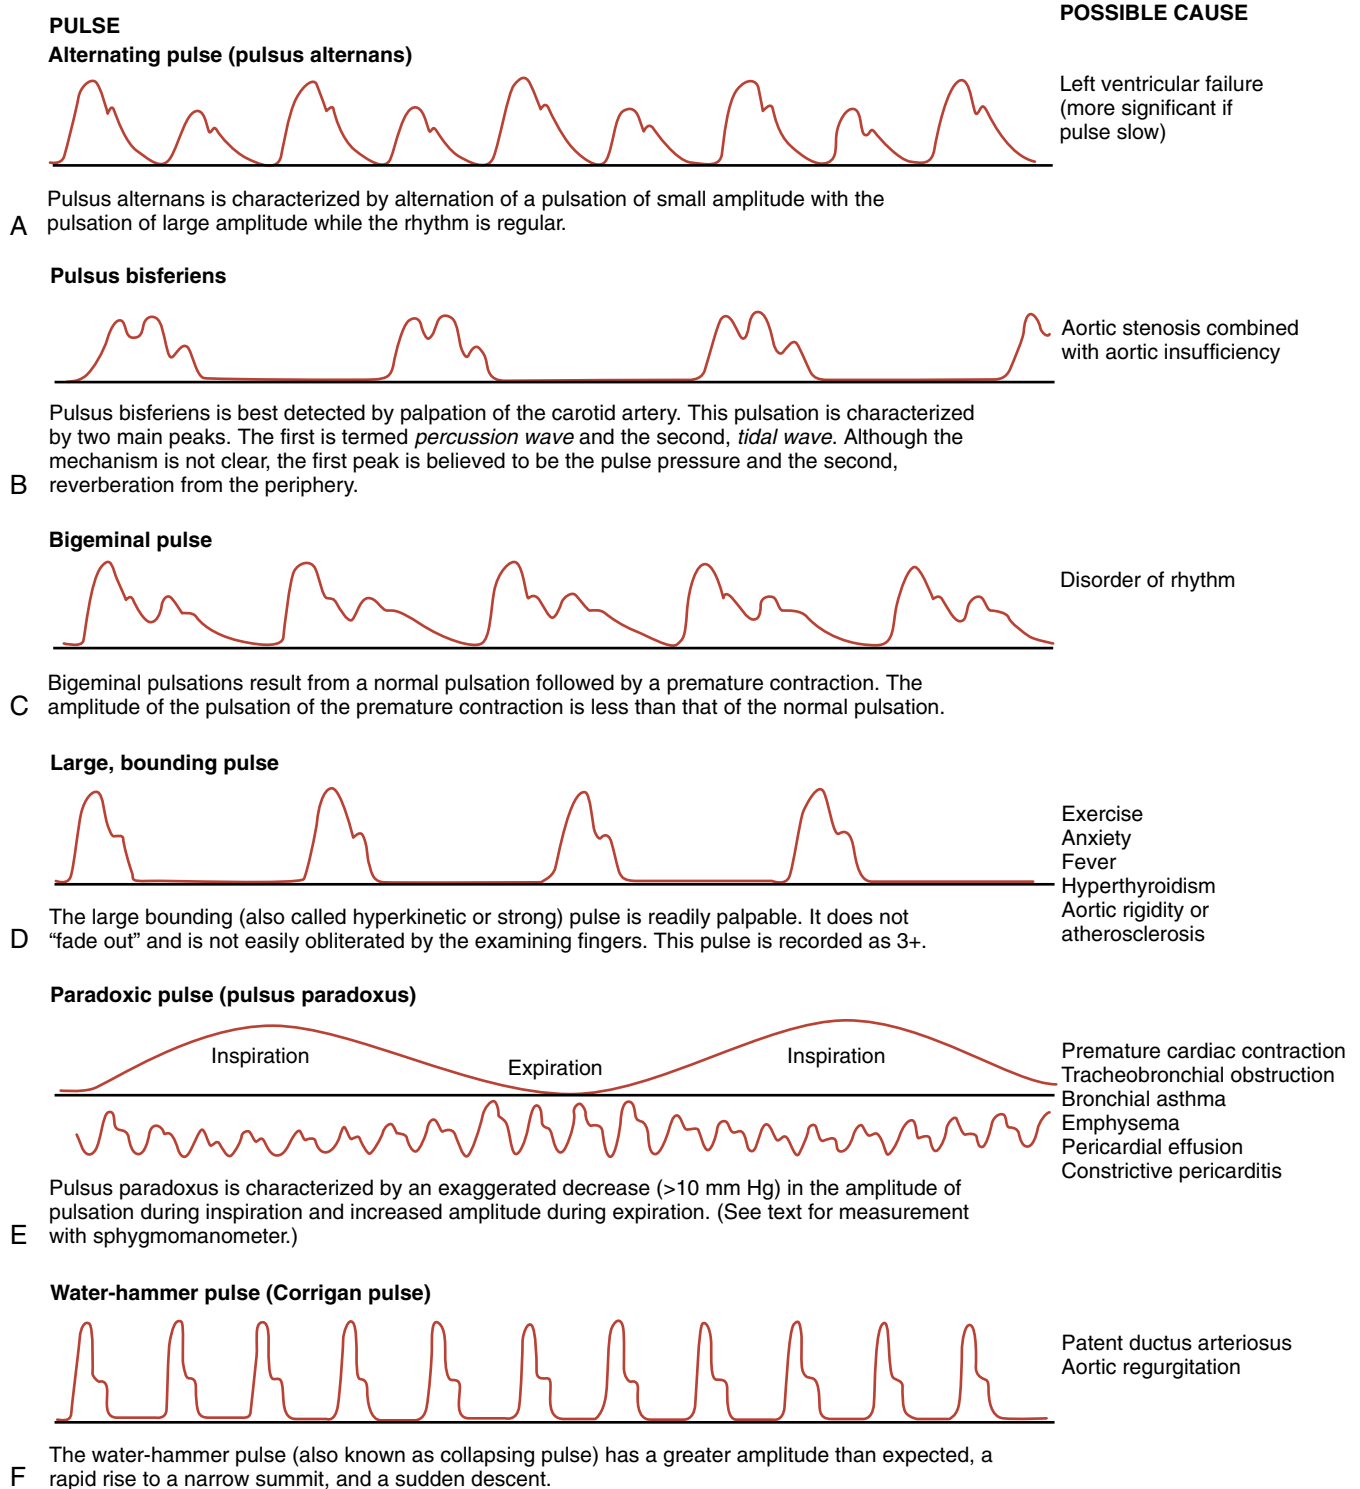 PULSE
POSSIBLE CAUSE
Alternating pulse (pulsus alternans)
Left ventricular failure
(more significant if
pulse slow)
Pulsus alternans is characterized by alternation of a pulsation of small amplitude with the
A pulsation of large amplitude while the rhythm is regular.
Pulsus bisferiens
Aortic stenosis combined
with aortic insufficiency
Pulsus bisferiens is best detected by palpation of the carotid artery. This pulsation is characterized
by two main peaks. The first is termed percussion wave and the second, tidal wave. Although the
mechanism is not clear, the first peak is believed to be the pulse pressure and the second,
B reverberation from the periphery.
Bigeminal pulse
Disorder of rhythm
Bigeminal pulsations result from a normal pulsation followed by a premature contraction. The
C amplitude of the pulsation of the premature contraction is less than that of the normal pulsation.
Large, bounding pulse
Exercise
Anxiety
Fever
Hyperthyroidism
Aortic rigidity or
atherosclerosis
The large bounding (also called hyperkinetic or strong) pulse is readily palpable. It does not
D “fade out” and is not easily obliterated by the examining fingers. This pulse is recorded as 3+.
Paradoxic pulse (pulsus paradoxus)
Inspiration
Expiration
Inspiration
Premature cardiac contraction
Tracheobronchial obstruction
Bronchial asthma
Emphysema
Pericardial effusion
Constrictive pericarditis
Pulsus paradoxus is characterized by an exaggerated decrease (>10 mm Hg) in the amplitude of
pulsation during inspiration and increased amplitude during expiration. (See text for measurement
E with sphygmomanometer.)
Water-hammer pulse (Corrigan pulse)
Patent ductus arteriosus
Aortic regurgitation
The water-hammer pulse (also known as collapsing pulse) has a greater amplitude than expected, a
F rapid rise to a narrow summit, and a sudden descent.